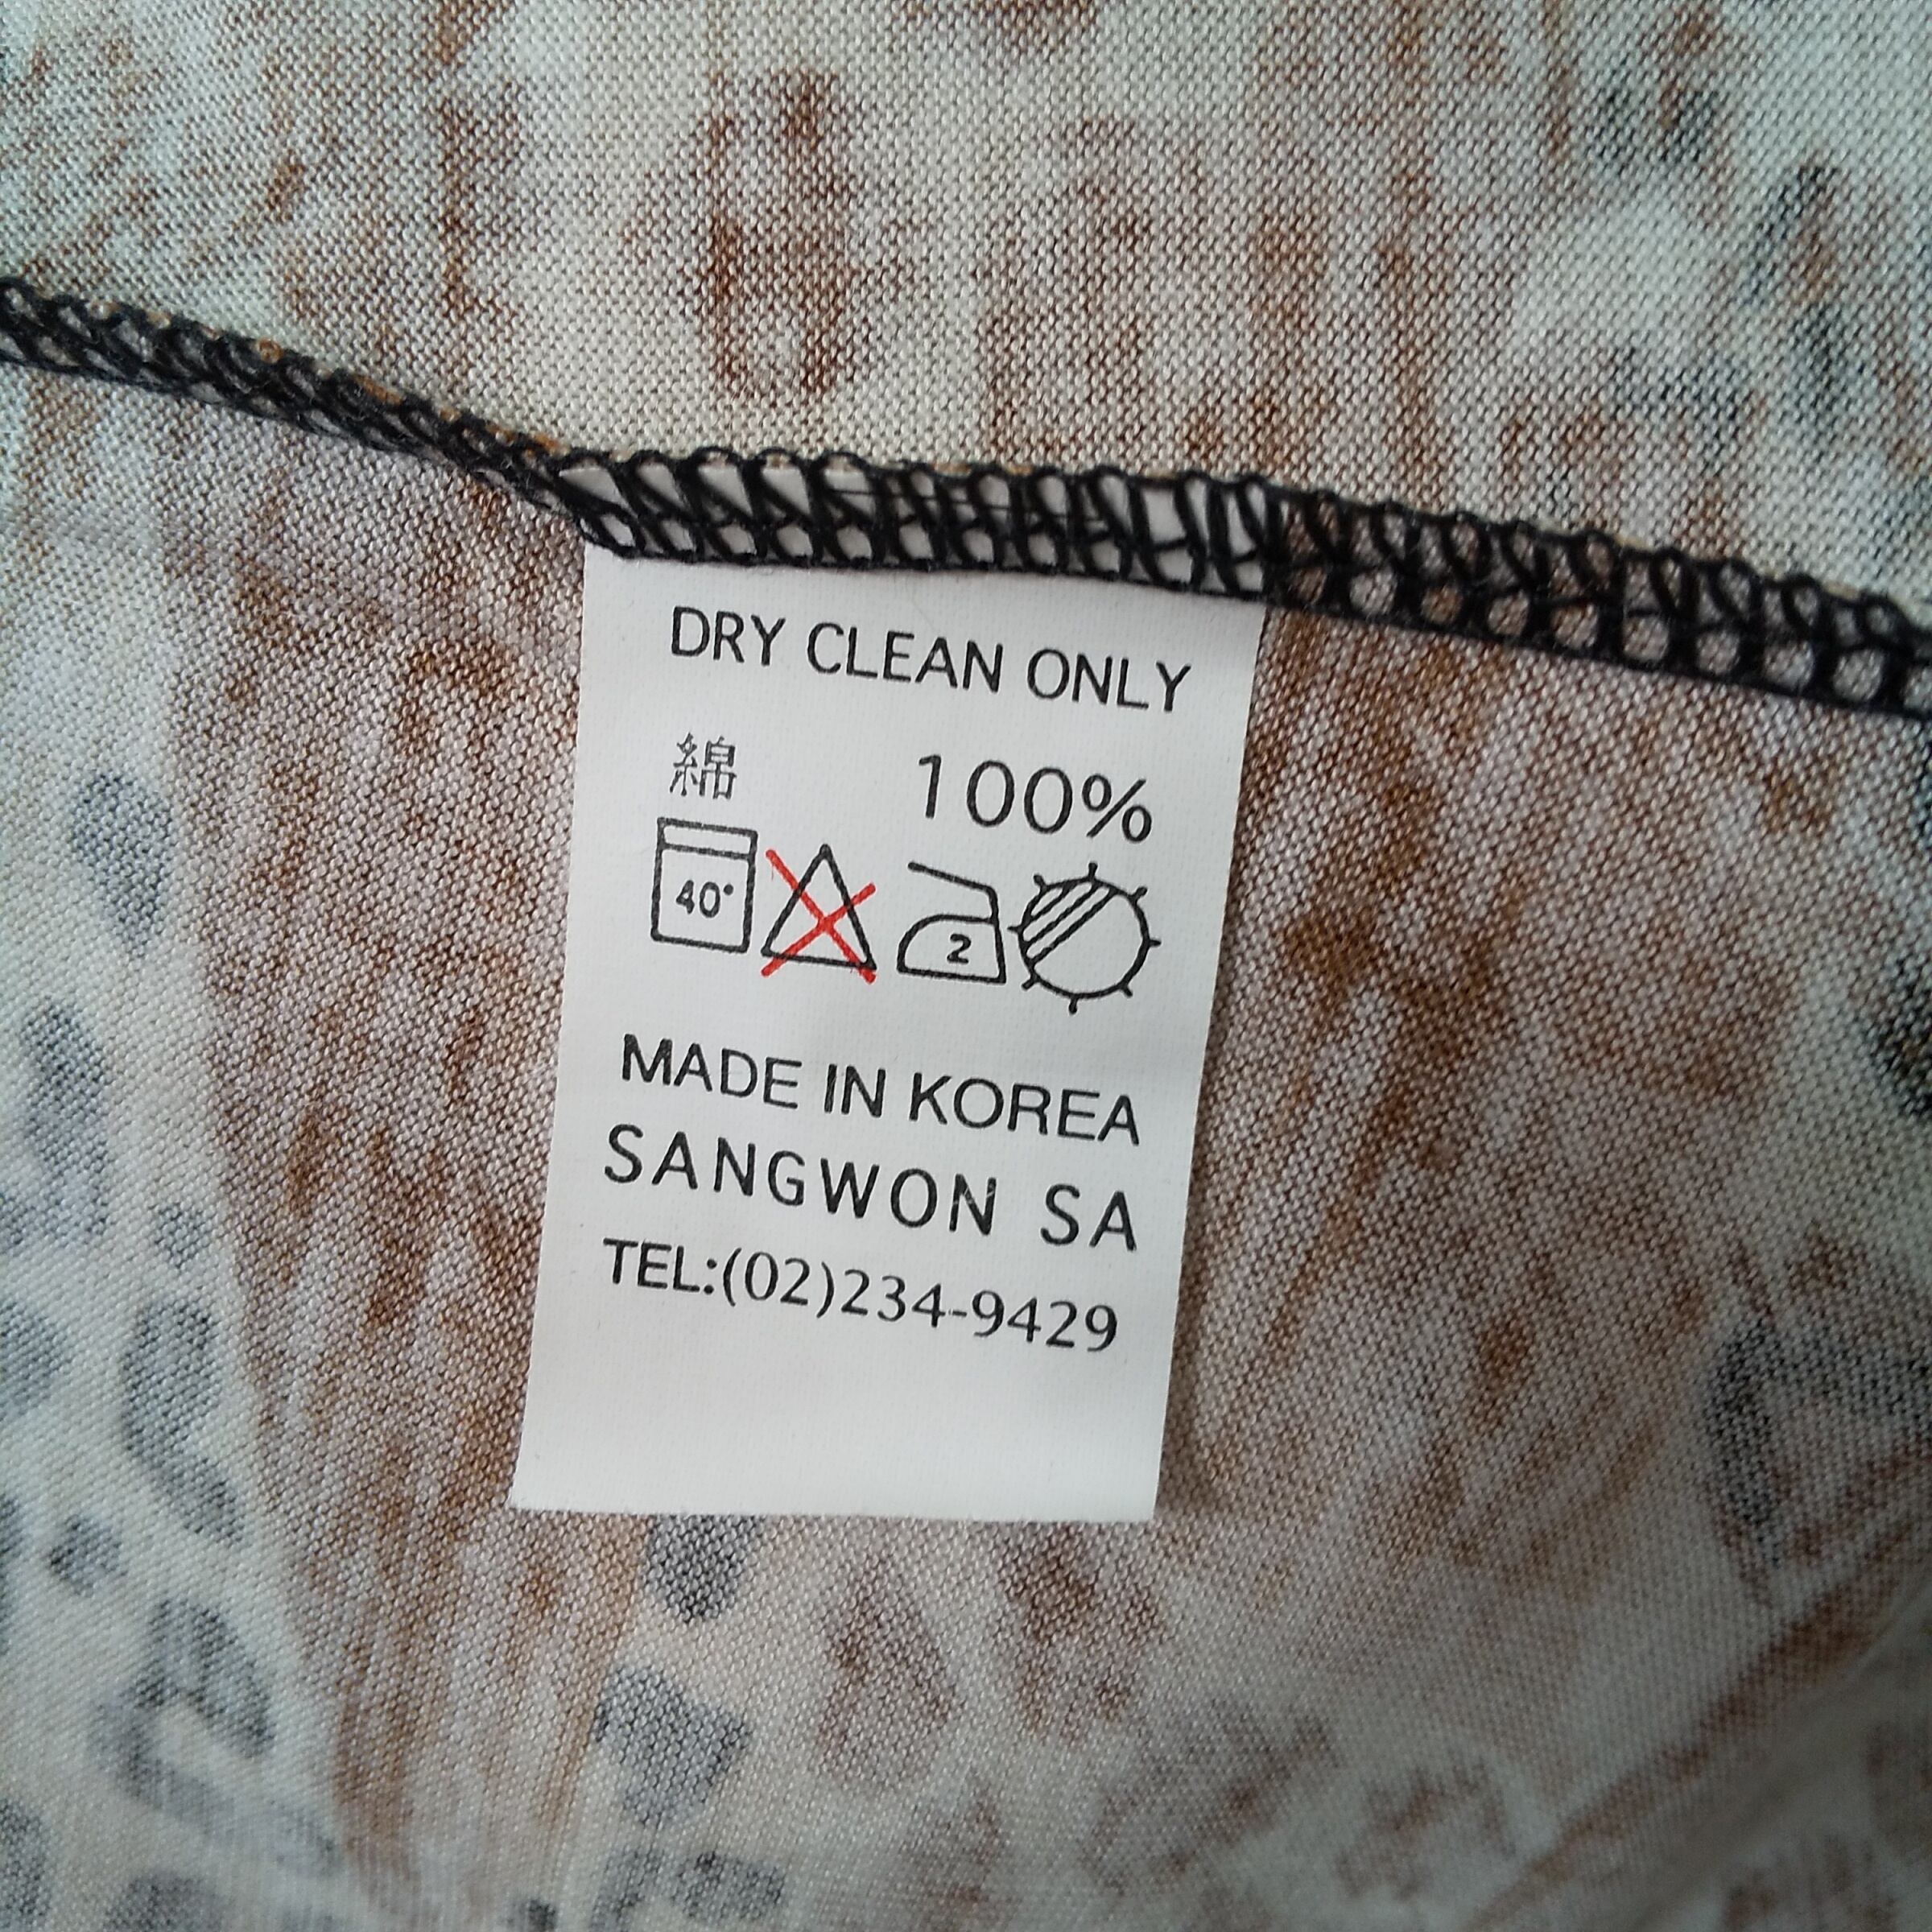 DRY CLEAN ONLY
綿 100%
40° 2
MADE IN KOREA
SANGWON SA
TEL:(02)234-9429